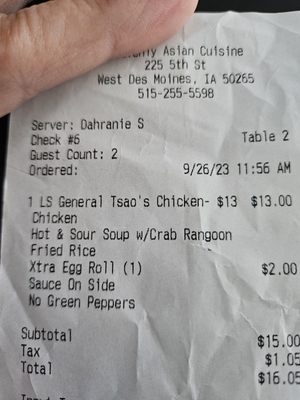 Asian Cuisine
225 5th St
West Des Moines, IA 50265
515-255-5598
Server: Dahranie S
Check #6 Table 2
Guest Count: 2
Ordered: 9/26/23 11:56 AM
1 LS General Tsao's Chicken- $13 $13.00
Chicken
Hot & Sour Soup w/Crab Rangoon
Fried Rice
Xtra Egg Roll (1) $2.00
Sauce On Side
No Green Peppers
Subtotal $15.00
Tax $1.05
Total $16.05